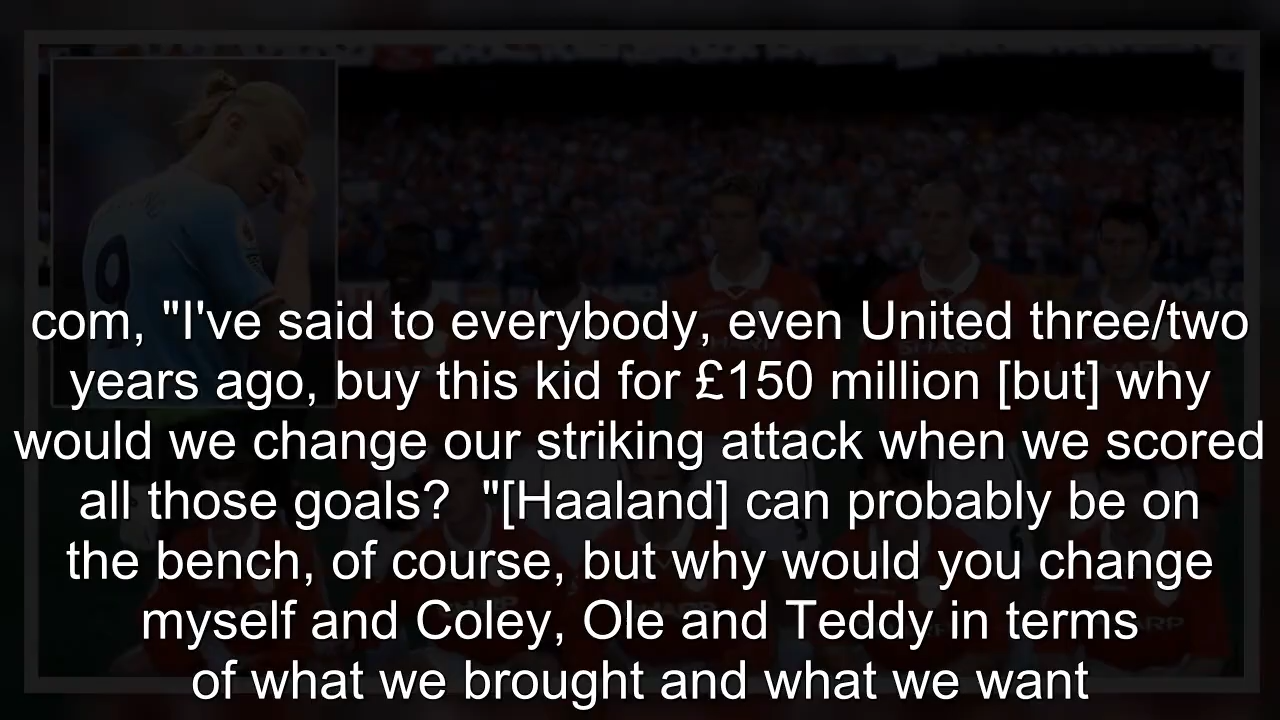 com, "I've said to everybody, even United three/two
years ago, buy this kid for £150 million [but] why
would we change our striking attack when we scored
all those goals?  "[Haaland] can probably be on
the bench, of course, but why would you change
myself and Coley, Ole and Teddy in terms
of what we brought and what we want
9
SHARP